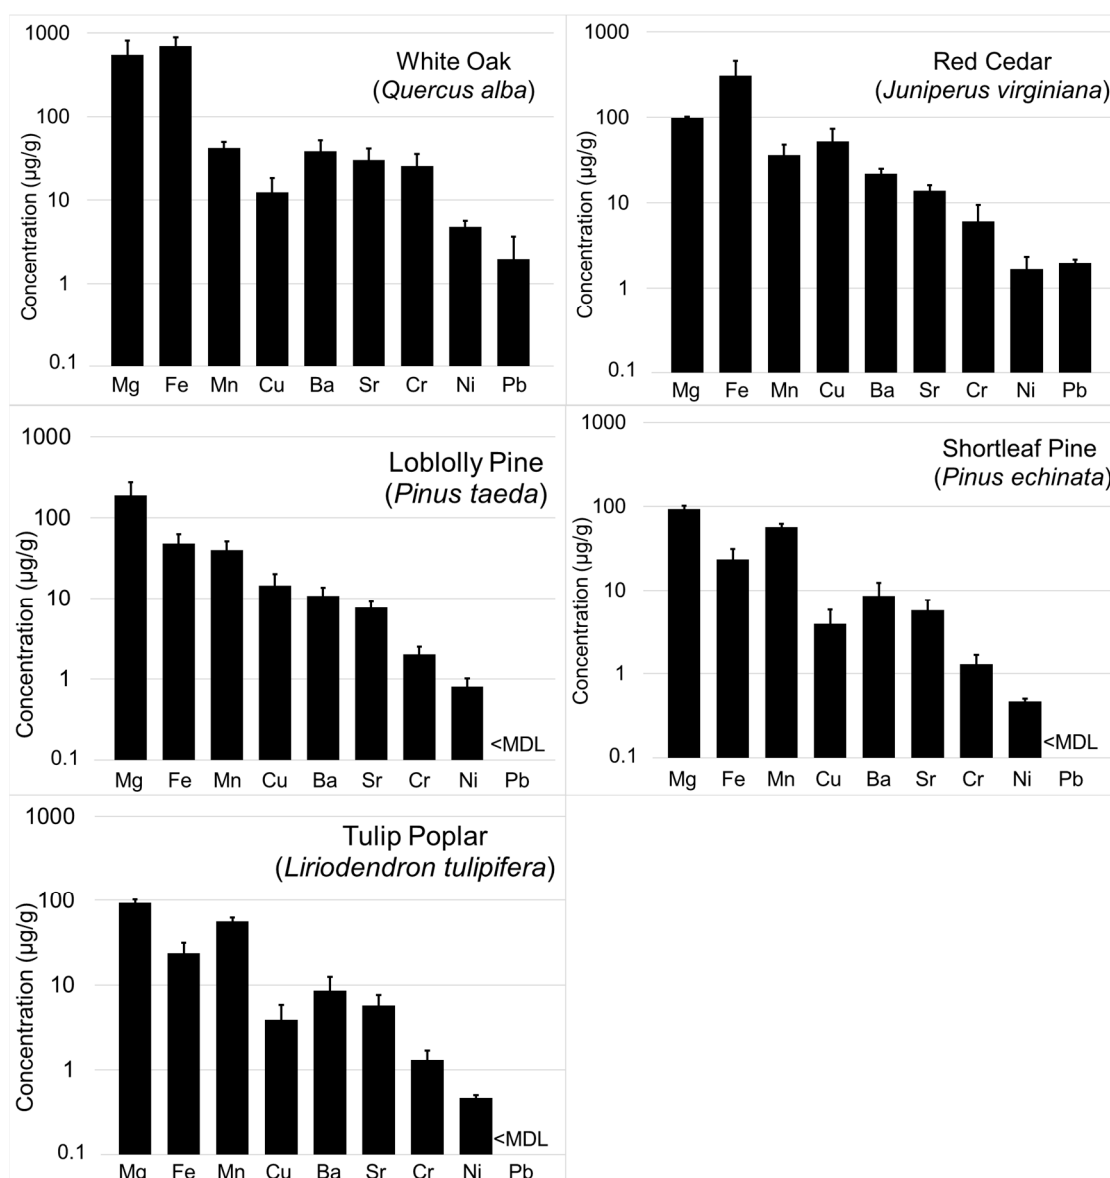 1000
100
10
1
0.1
Concentration (µg/g)
White Oak
(Quercus alba)
Mg Fe Mn Cu Ba Sr Cr Ni Pb
1000
100
10
1
0.1
Concentration (µg/g)
Red Cedar
(Juniperus virginiana)
Mg Fe Mn Cu Ba Sr Cr Ni Pb
1000
100
10
1
0.1
Concentration (µg/g)
Loblolly Pine
(Pinus taeda)
<MDL
Mg Fe Mn Cu Ba Sr Cr Ni Pb
1000
100
10
1
0.1
Concentration (µg/g)
Shortleaf Pine
(Pinus echinata)
<MDL
Mg Fe Mn Cu Ba Sr Cr Ni Pb
1000
100
10
1
0.1
Concentration (µg/g)
Tulip Poplar
(Liriodendron tulipifera)
<MDL
Mg Fe Mn Cu Ba Sr Cr Ni Pb